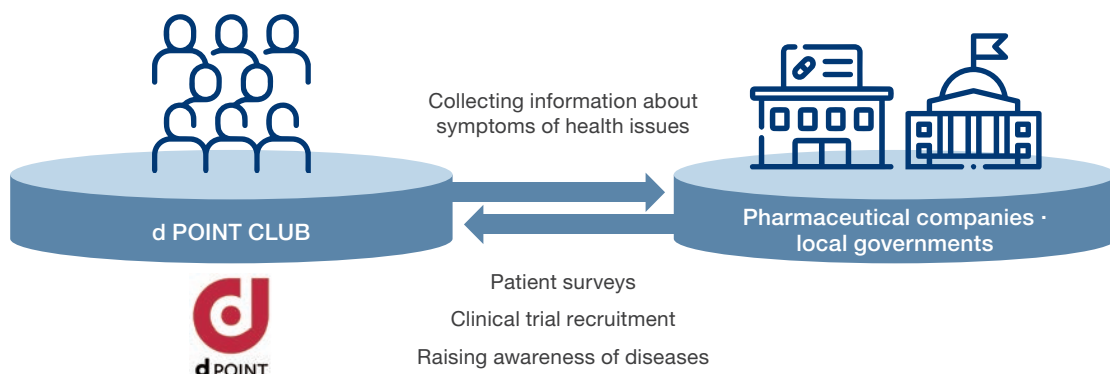 Collecting information about
symptoms of health issues
d POINT CLUB
Pharmaceutical companies ·
local governments
Patient surveys
Clinical trial recruitment
Raising awareness of diseases
d POINT